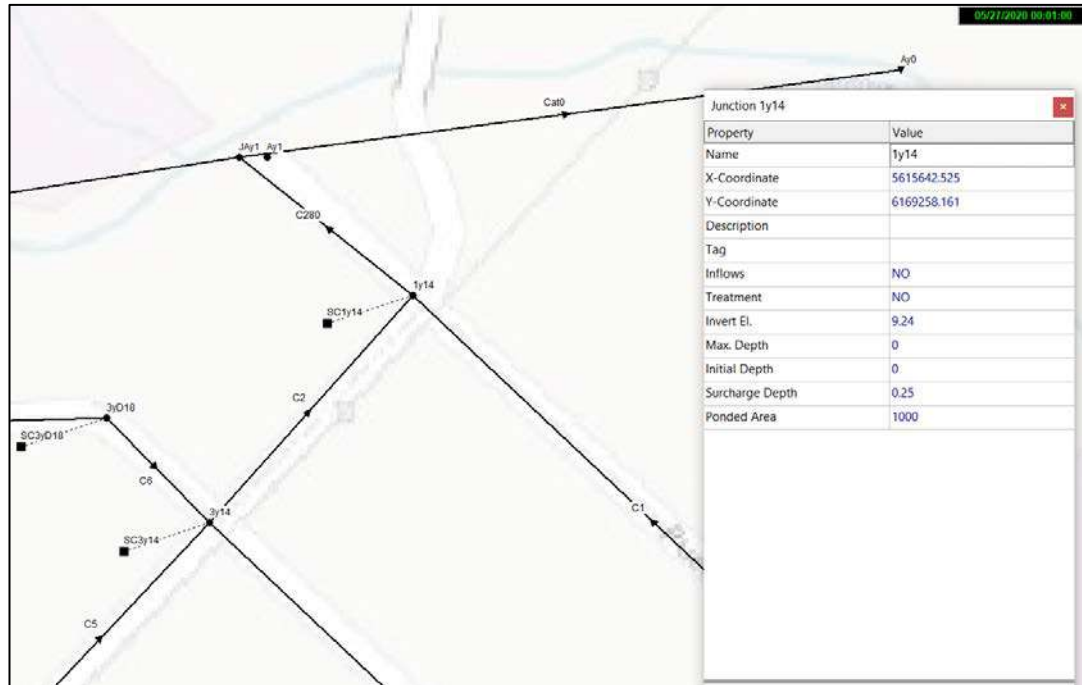 05/27/2020 00:01:00
Ay0
Cat0
JAy1 Ay1
C280
1y14
SC1y14
C2
3yD18
SC3yD18
C6
3y14
SC3y14
C1
C5
Junction 1y14
Property Value
Name 1y14
X-Coordinate 5615642.525
Y-Coordinate 6169258.161
Description
Tag
Inflows NO
Treatment NO
Invert El. 9.24
Max. Depth 0
Initial Depth 0
Surcharge Depth 0.25
Ponded Area 1000